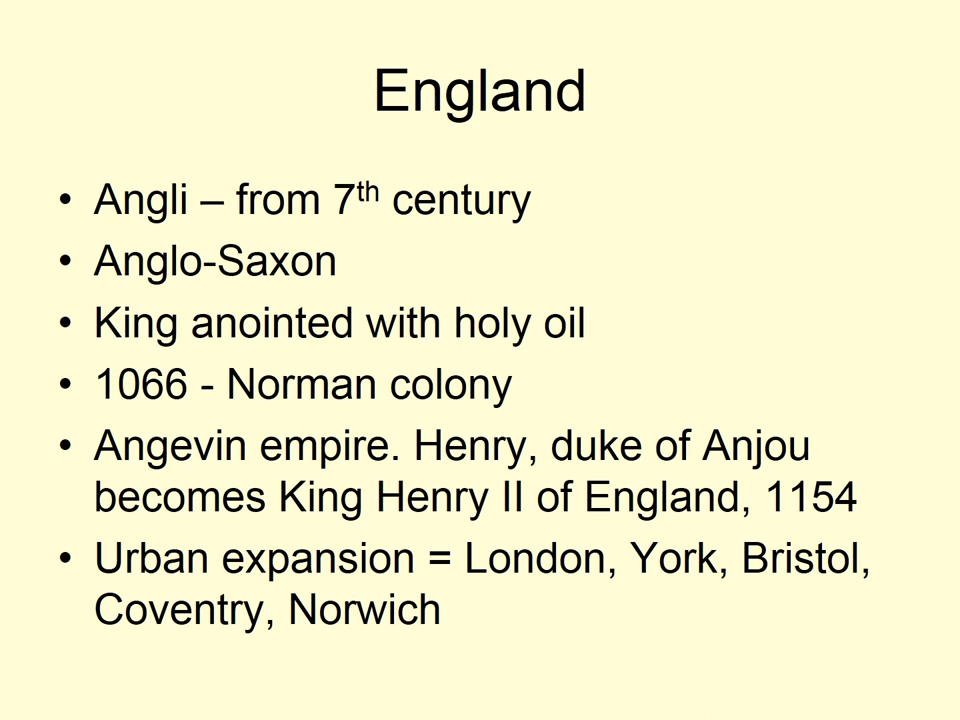 England
• Angli – from 7th century
• Anglo-Saxon
• King anointed with holy oil
• 1066 - Norman colony
• Angevin empire. Henry, duke of Anjou
becomes King Henry II of England, 1154
• Urban expansion = London, York, Bristol,
Coventry, Norwich